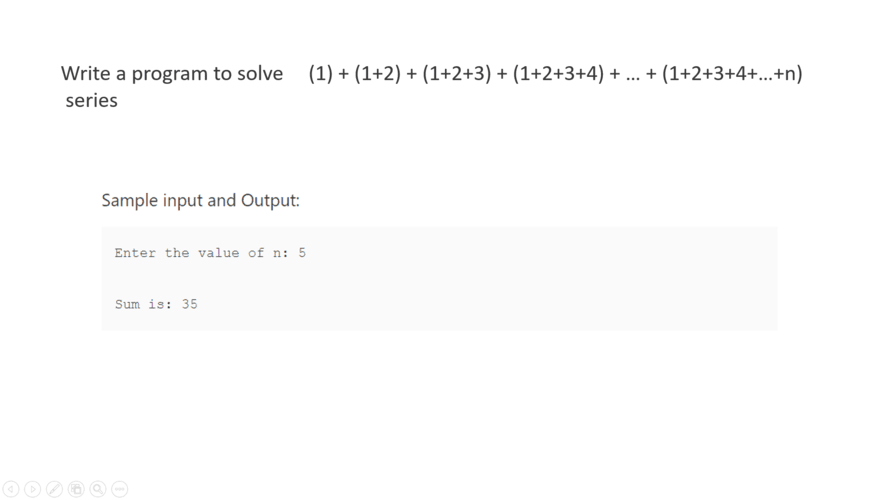 Write a program to solve (1) + (1+2) + (1+2+3) + (1+2+3+4) + ... + (1+2+3+4+...+n)
series
Sample input and Output:
Enter the value of n: 5
Sum is: 35